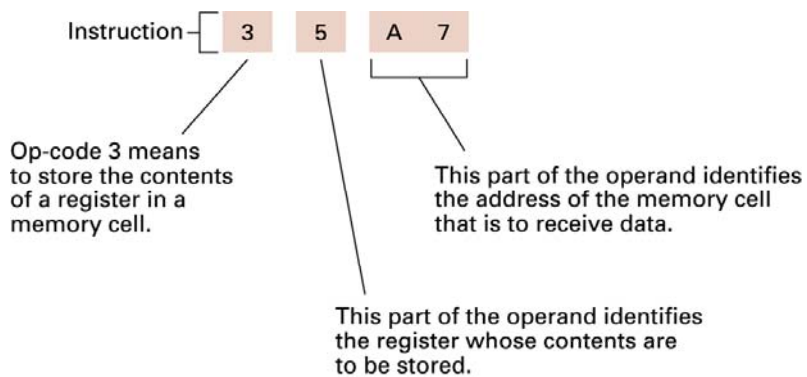 Instruction 3 5 A 7
Op-code 3 means
to store the contents
of a register in a
memory cell.
This part of the operand identifies
the address of the memory cell
that is to receive data.
This part of the operand identifies
the register whose contents are
to be stored.